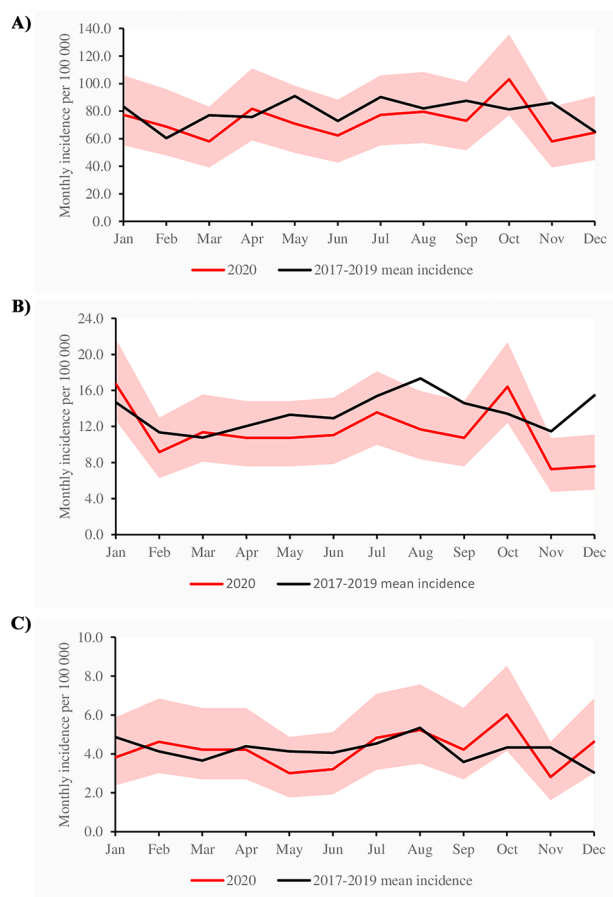 A)
Monthly incidence per 100 000
140.0
120.0
100.0
80.0
60.0
40.0
20.0
0.0
Jan Feb Mar Apr May Jun Jul Aug Sep Oct Nov Dec
2020 2017-2019 mean incidence
B)
Monthly incidence per 100 000
24.0
20.0
16.0
12.0
8.0
4.0
0.0
Jan Feb Mar Apr May Jun Jul Aug Sep Oct Nov Dec
2020 2017-2019 mean incidence
C)
Monthly incidence per 100 000
10.0
8.0
6.0
4.0
2.0
0.0
Jan Feb Mar Apr May Jun Jul Aug Sep Oct Nov Dec
2020 2017-2019 mean incidence